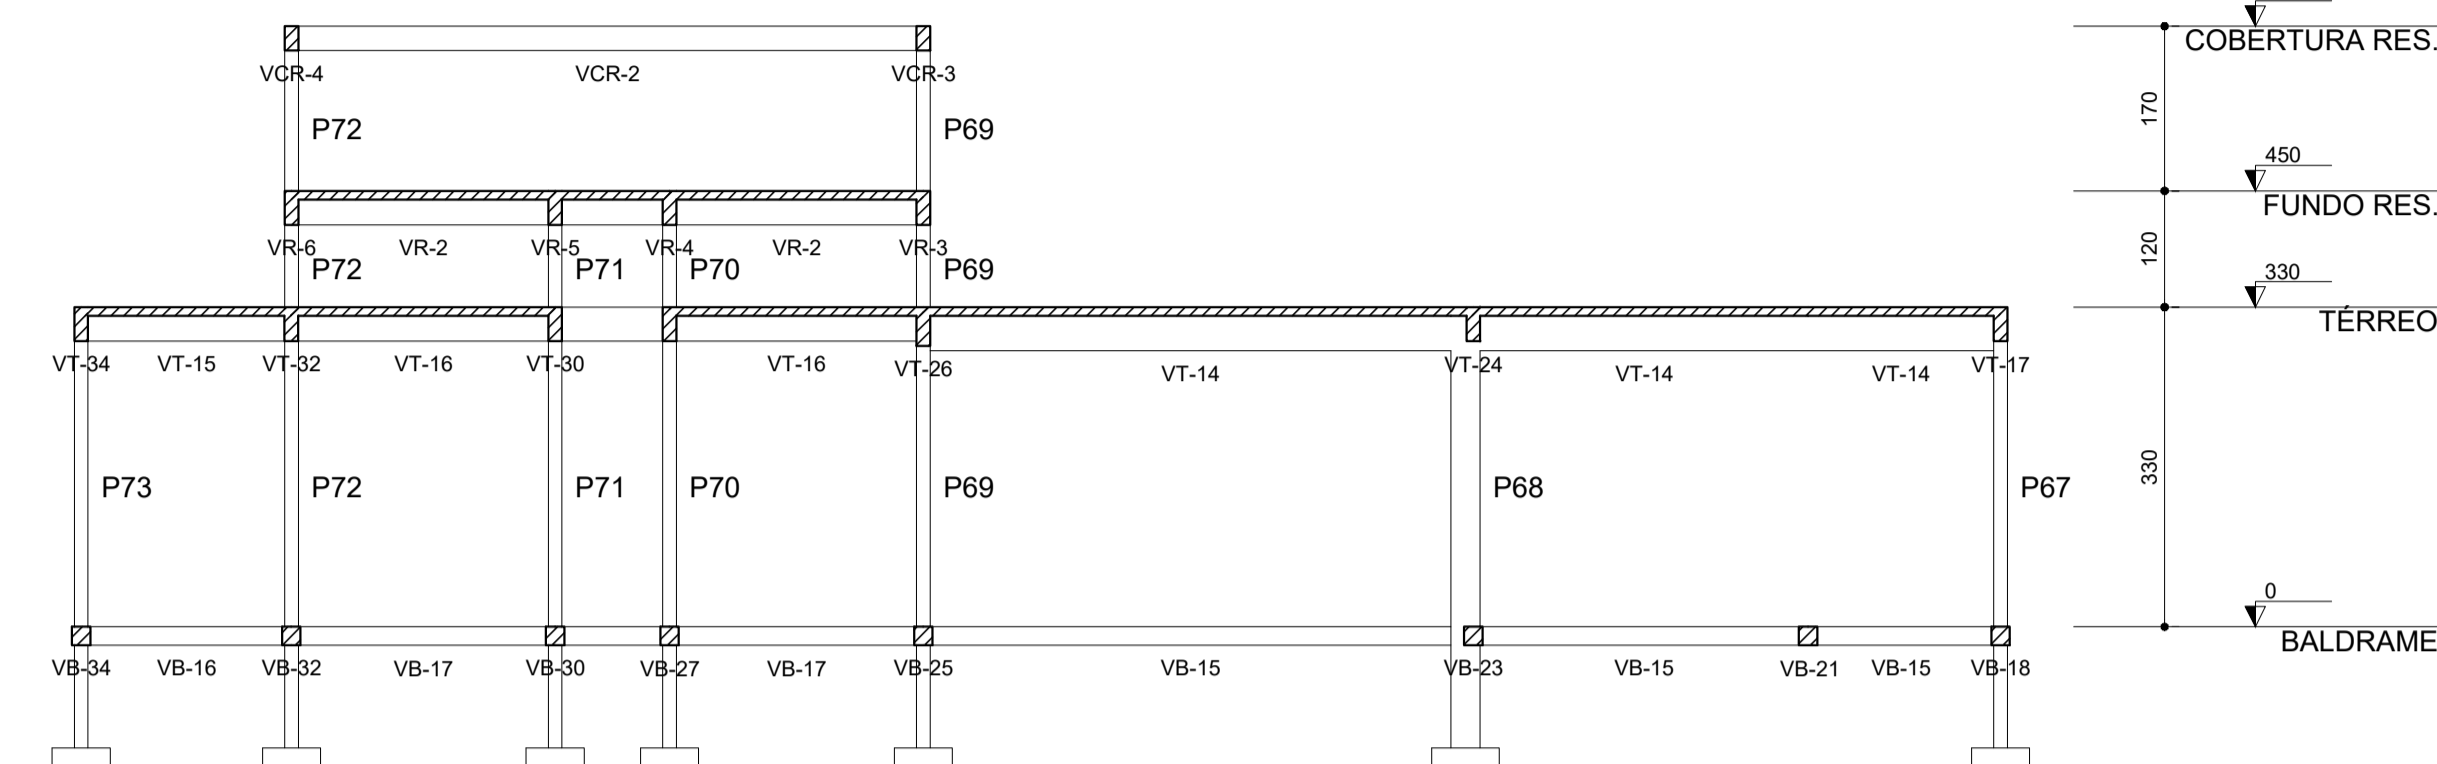 COBERTURA RES.
VCR-4 VCR-2 VCR-3
170
P72 P69
450
FUNDO RES.
VR-6 VR-2 VR-5 VR-4 VR-2 VR-3
120
P72 P71 P70 P69
330
TÉRREO
VT-34 VT-15 VT-32 VT-16 VT-30 VT-16 VT-26 VT-14 VT-24 VT-14 VT-14 VT-17
330
P73 P72 P71 P70 P69 P68 P67
0
BALDRAME
VB-34 VB-16 VB-32 VB-17 VB-30 VB-27 VB-17 VB-25 VB-15 VB-23 VB-15 VB-21 VB-15 VB-18